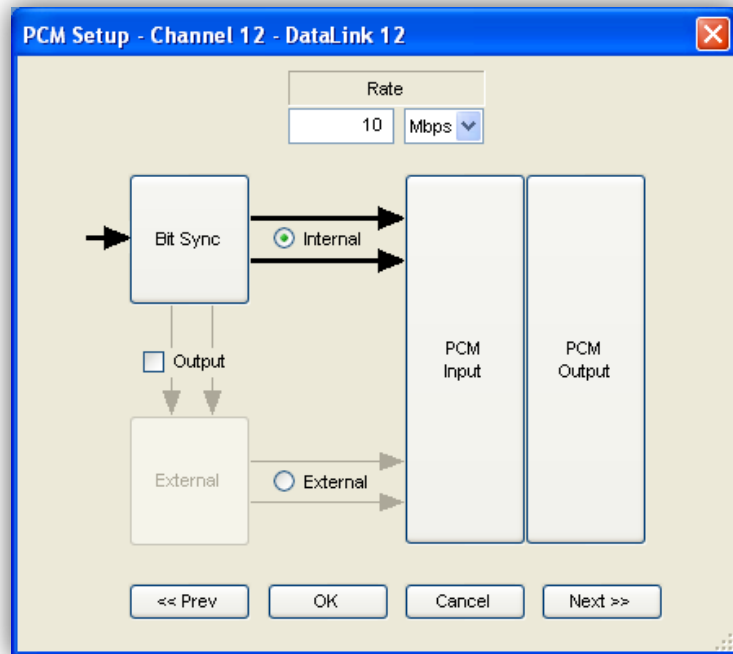 PCM Setup - Channel 12 - DataLink 12
Rate
10 Mbps
Bit Sync
Internal
Output
PCM
Input
PCM
Output
External
External
<< Prev
OK
Cancel
Next >>